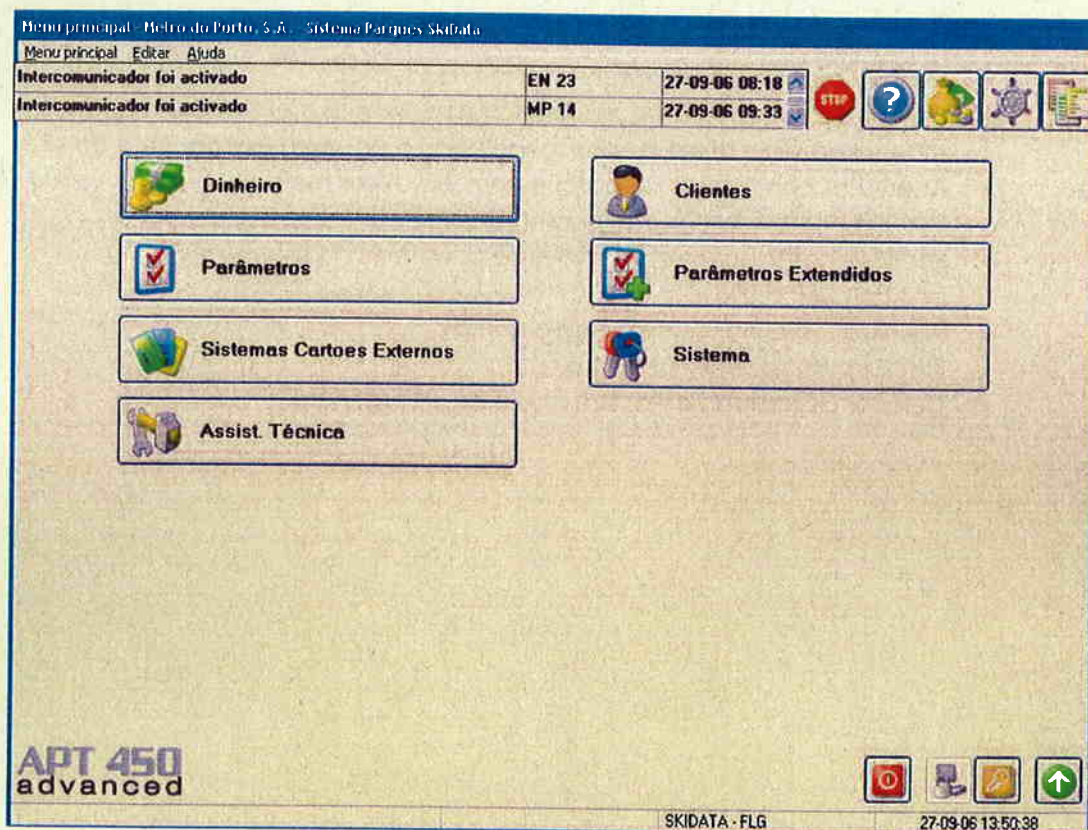 Menu principal - Metro do Porto, S.A. - Sistema Parques Skidata
Menu principal Editar Ajuda
Intercomunicador foi activado EN 23 27-09-06 08:18
Intercomunicador foi activado MP 14 27-09-06 09:33
STOP
?
Dinheiro
Clientes
Parâmetros
Parâmetros Extendidos
Sistemas Cartoes Externos
Sistema
Assist. Técnica
APT 450
advanced
SKIDATA - FLG 27-09-06 13:50:38